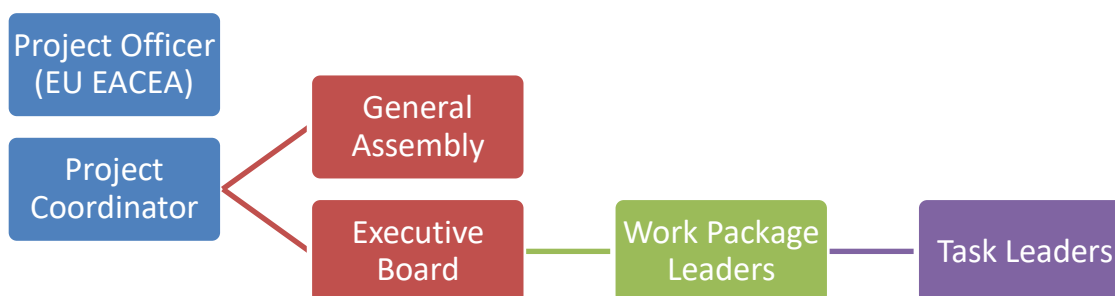 Project Officer
(EU EACEA)
Project
Coordinator
General
Assembly
Executive
Board
Work Package
Leaders
Task Leaders